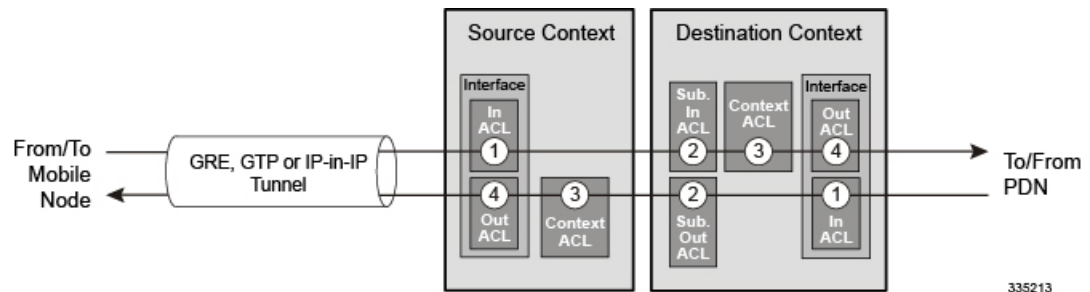 Source Context
Destination Context
Interface
In
ACL
1
4
Out
ACL
3
Context
ACL
Sub.
In
ACL
2
Context
ACL
3
Interface
Out
ACL
4
2
Sub.
Out
ACL
1
In
ACL
From/To
Mobile
Node
GRE, GTP or IP-in-IP
Tunnel
To/From
PDN
335213